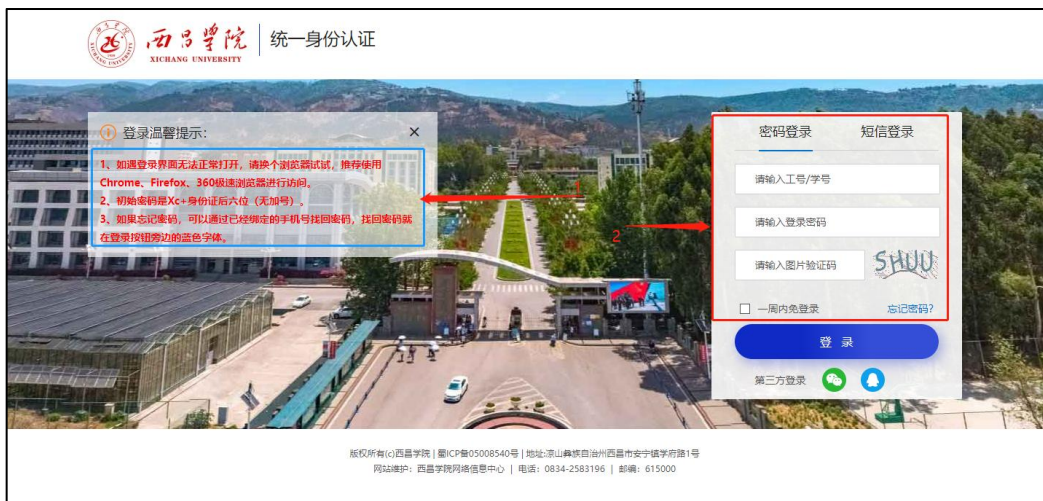 西昌学院
XICHANG UNIVERSITY
统一身份认证
登录温馨提示:
×
1、如遇登录界面无法正常打开，请换个浏览器试试，推荐使用
Chrome、Firefox、360极速浏览器进行访问。
2、初始密码是Xc+身份证后六位（无加号）。
3、如果忘记密码，可以通过已经绑定的手机号找回密码，找回密码就
在登录按钮旁边的蓝色字体。
1
2
密码登录 短信登录
请输入工号/学号
请输入登录密码
请输入图片验证码 SHUU
一周内免登录 忘记密码?
登 录
第三方登录
版权所有(c)西昌学院 | 蜀ICP备05008540号 | 地址:凉山彝族自治州西昌市安宁镇学府路1号
网站维护：西昌学院网络信息中心 | 电话：0834-2583196 | 邮编：615000